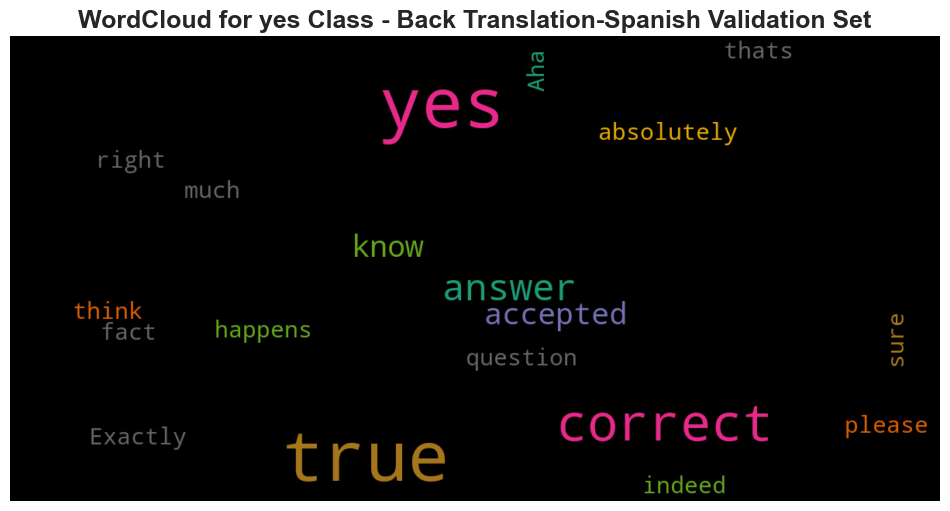 WordCloud for yes Class - Back Translation-Spanish Validation Set
thats
Aha
yes
absolutely
right
much
know
answer
think
accepted
fact
happens
sure
question
correct
please
Exactly
true
indeed